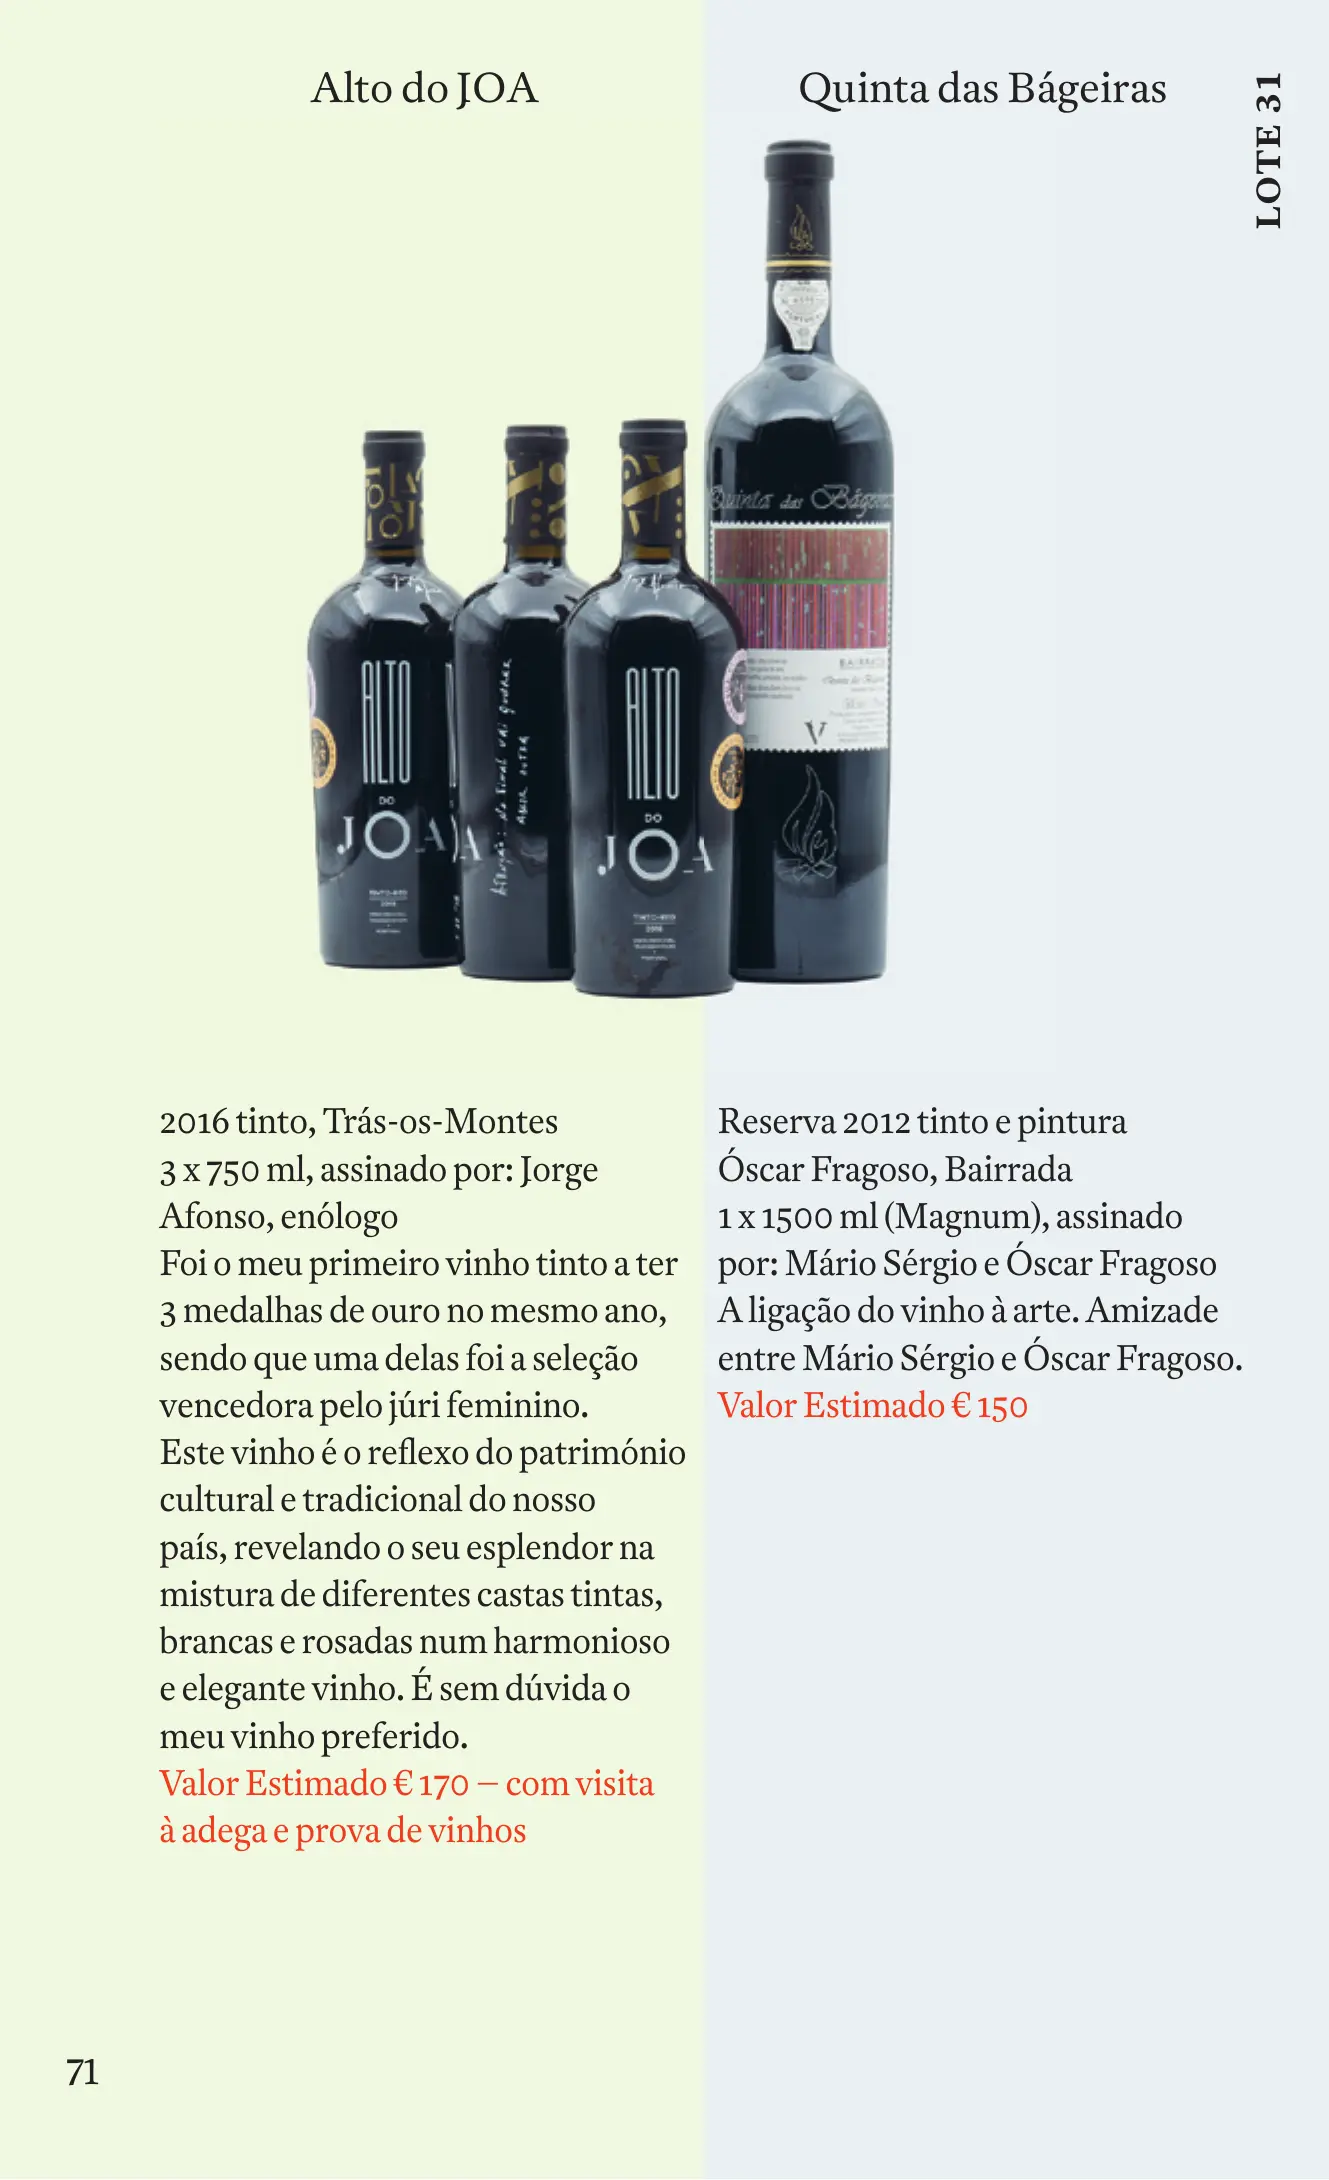 Alto do JOA
Quinta das Bágeiras
LOTE 31
Quinta das Bágeiras
ALTO
DO
JOA
TINTO
2016
ALTO
DO
JOA
TINTO
2016
PORTUGAL
BAIRRADA
V
2016 tinto, Trás-os-Montes
3 x 750 ml, assinado por: Jorge
Afonso, enólogo
Foi o meu primeiro vinho tinto a ter
3 medalhas de ouro no mesmo ano,
sendo que uma delas foi a seleção
vencedora pelo júri feminino.
Este vinho é o reflexo do património
cultural e tradicional do nosso
país, revelando o seu esplendor na
mistura de diferentes castas tintas,
brancas e rosadas num harmonioso
e elegante vinho. É sem dúvida o
meu vinho preferido.
Valor Estimado € 170 – com visita
à adega e prova de vinhos
Reserva 2012 tinto e pintura
Óscar Fragoso, Bairrada
1 x 1500 ml (Magnum), assinado
por: Mário Sérgio e Óscar Fragoso
A ligação do vinho à arte. Amizade
entre Mário Sérgio e Óscar Fragoso.
Valor Estimado € 150
71